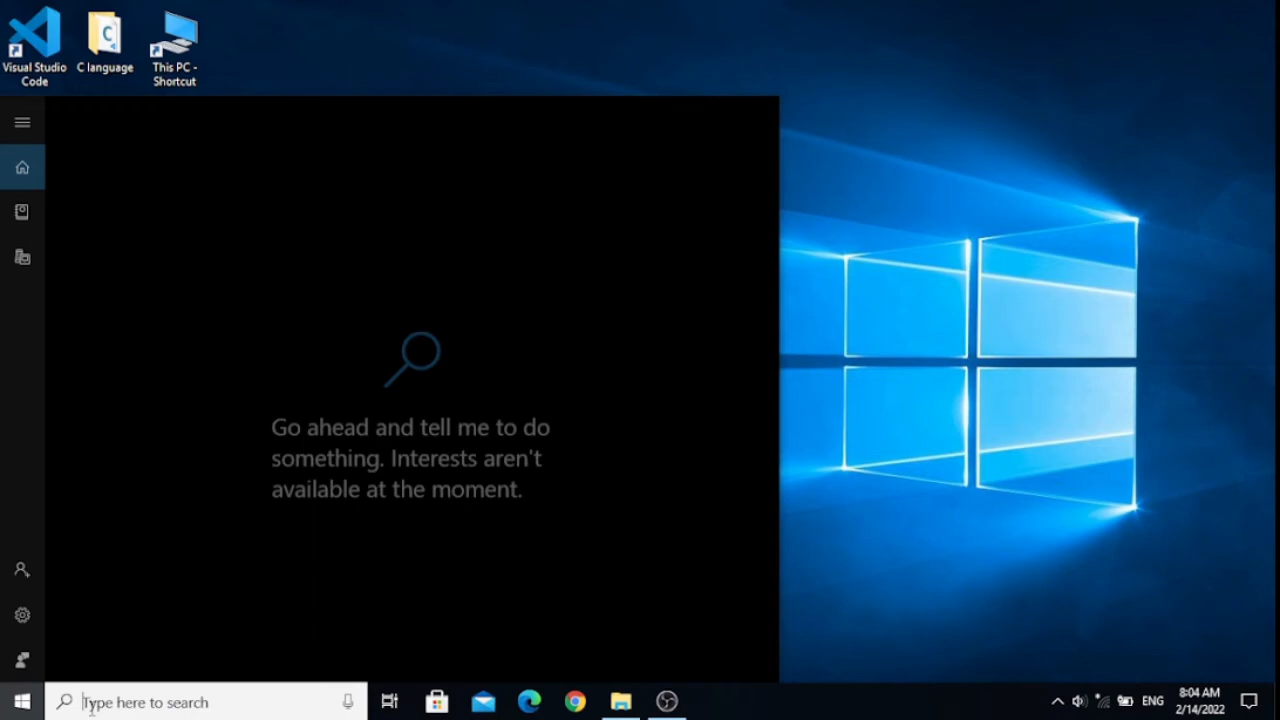 Visual Studio
Code
C language
This PC -
Shortcut
C
Go ahead and tell me to do
something. Interests aren't
available at the moment.
Type here to search
ENG
8:04 AM
2/14/2022